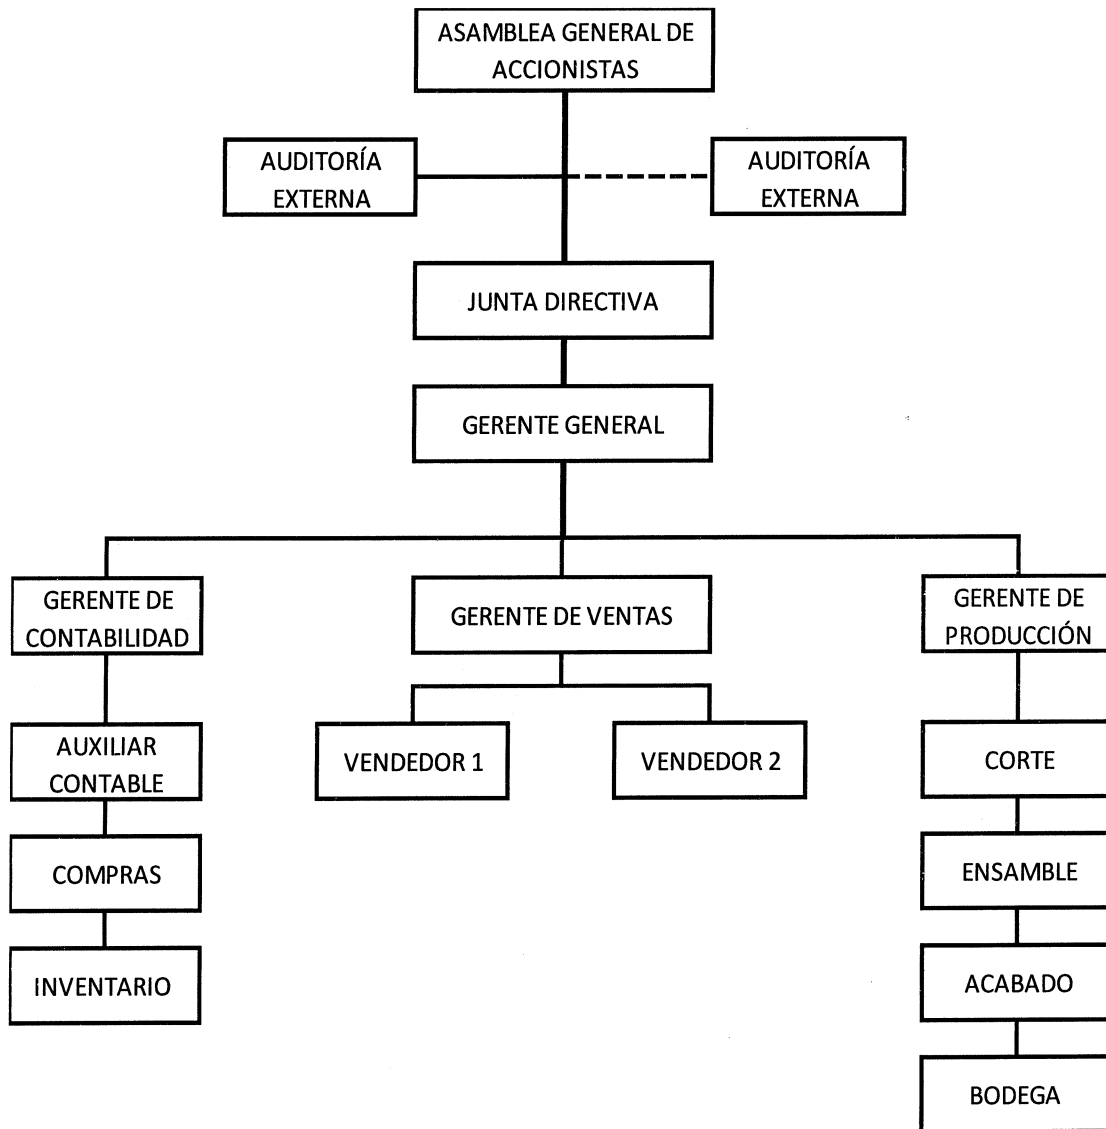 ASAMBLEA GENERAL DE
ACCIONISTAS
AUDITORÍA
EXTERNA
AUDITORÍA
EXTERNA
JUNTA DIRECTIVA
GERENTE GENERAL
GERENTE DE
CONTABILIDAD
GERENTE DE VENTAS
GERENTE DE
PRODUCCIÓN
AUXILIAR
CONTABLE
VENDEDOR 1
VENDEDOR 2
CORTE
COMPRAS
ENSAMBLE
INVENTARIO
ACABADO
BODEGA